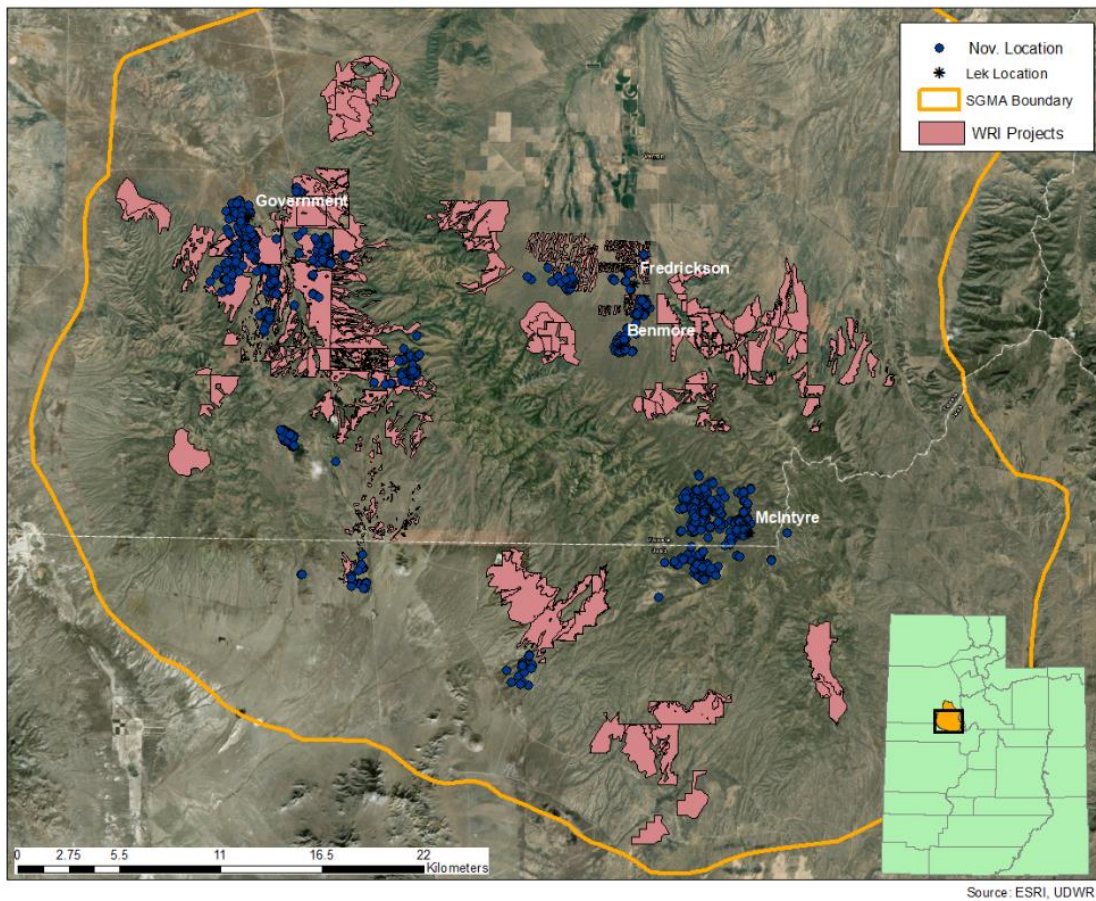 Nov. Location
Lek Location
SGMA Boundary
WRI Projects
Vernon
Government
Fredrickson
Benmore
McIntyre
0 2.75 5.5 11 16.5 22
Kilometers
Source: ESRI, UDWR